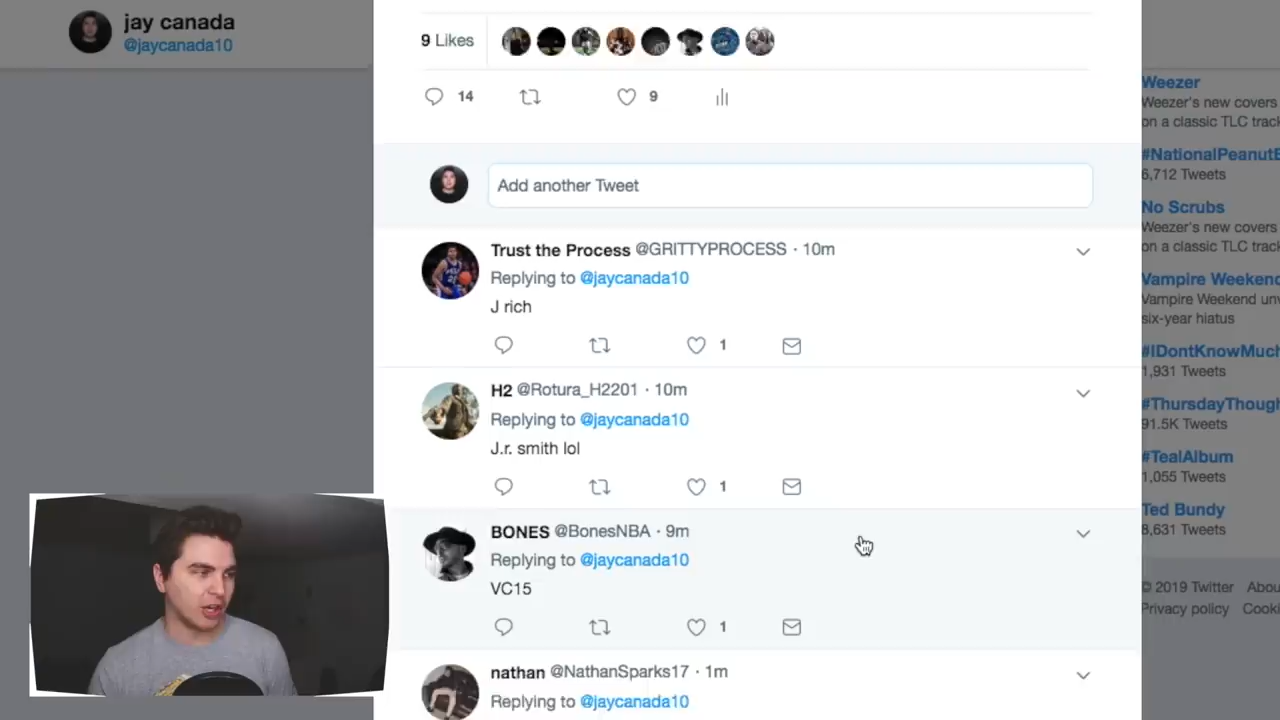 jay canada
@jaycanada10
9 Likes
14
9
Add another Tweet
Trust the Process @GRITTYPROCESS · 10m
Replying to @jaycanada10
J rich
1
H2 @Rotura_H2201 · 10m
Replying to @jaycanada10
J.r. smith lol
1
BONES @BonesNBA · 9m
Replying to @jaycanada10
VC15
1
nathan @NathanSparks17 · 1m
Replying to @jaycanada10
Weezer
Weezer's new covers
on a classic TLC track
#NationalPeanutB
6,712 Tweets
No Scrubs
Weezer's new covers
on a classic TLC track
Vampire Weekend
Vampire Weekend unv
six-year hiatus
#IDontKnowMuch
1,931 Tweets
#ThursdayThough
91.5K Tweets
#TealAlbum
1,055 Tweets
Ted Bundy
8,631 Tweets
© 2019 Twitter Abou
Privacy policy Cooki